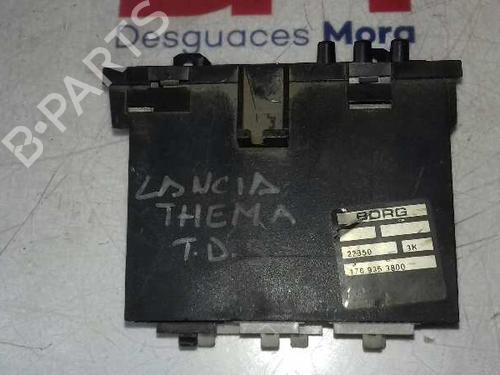 Desguaces Mora
B-PARTS
LANCIA
THEMA
T.D.
BORG
22350 3K
176 935 3800